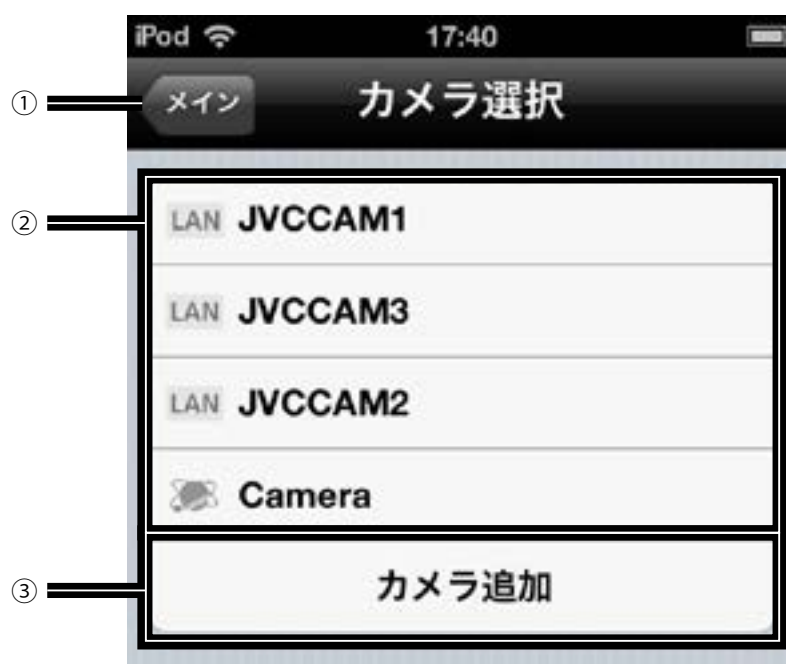 iPod 17:40
① メイン カメラ選択
② LAN JVCCAM1
LAN JVCCAM3
LAN JVCCAM2
Camera
③ カメラ追加